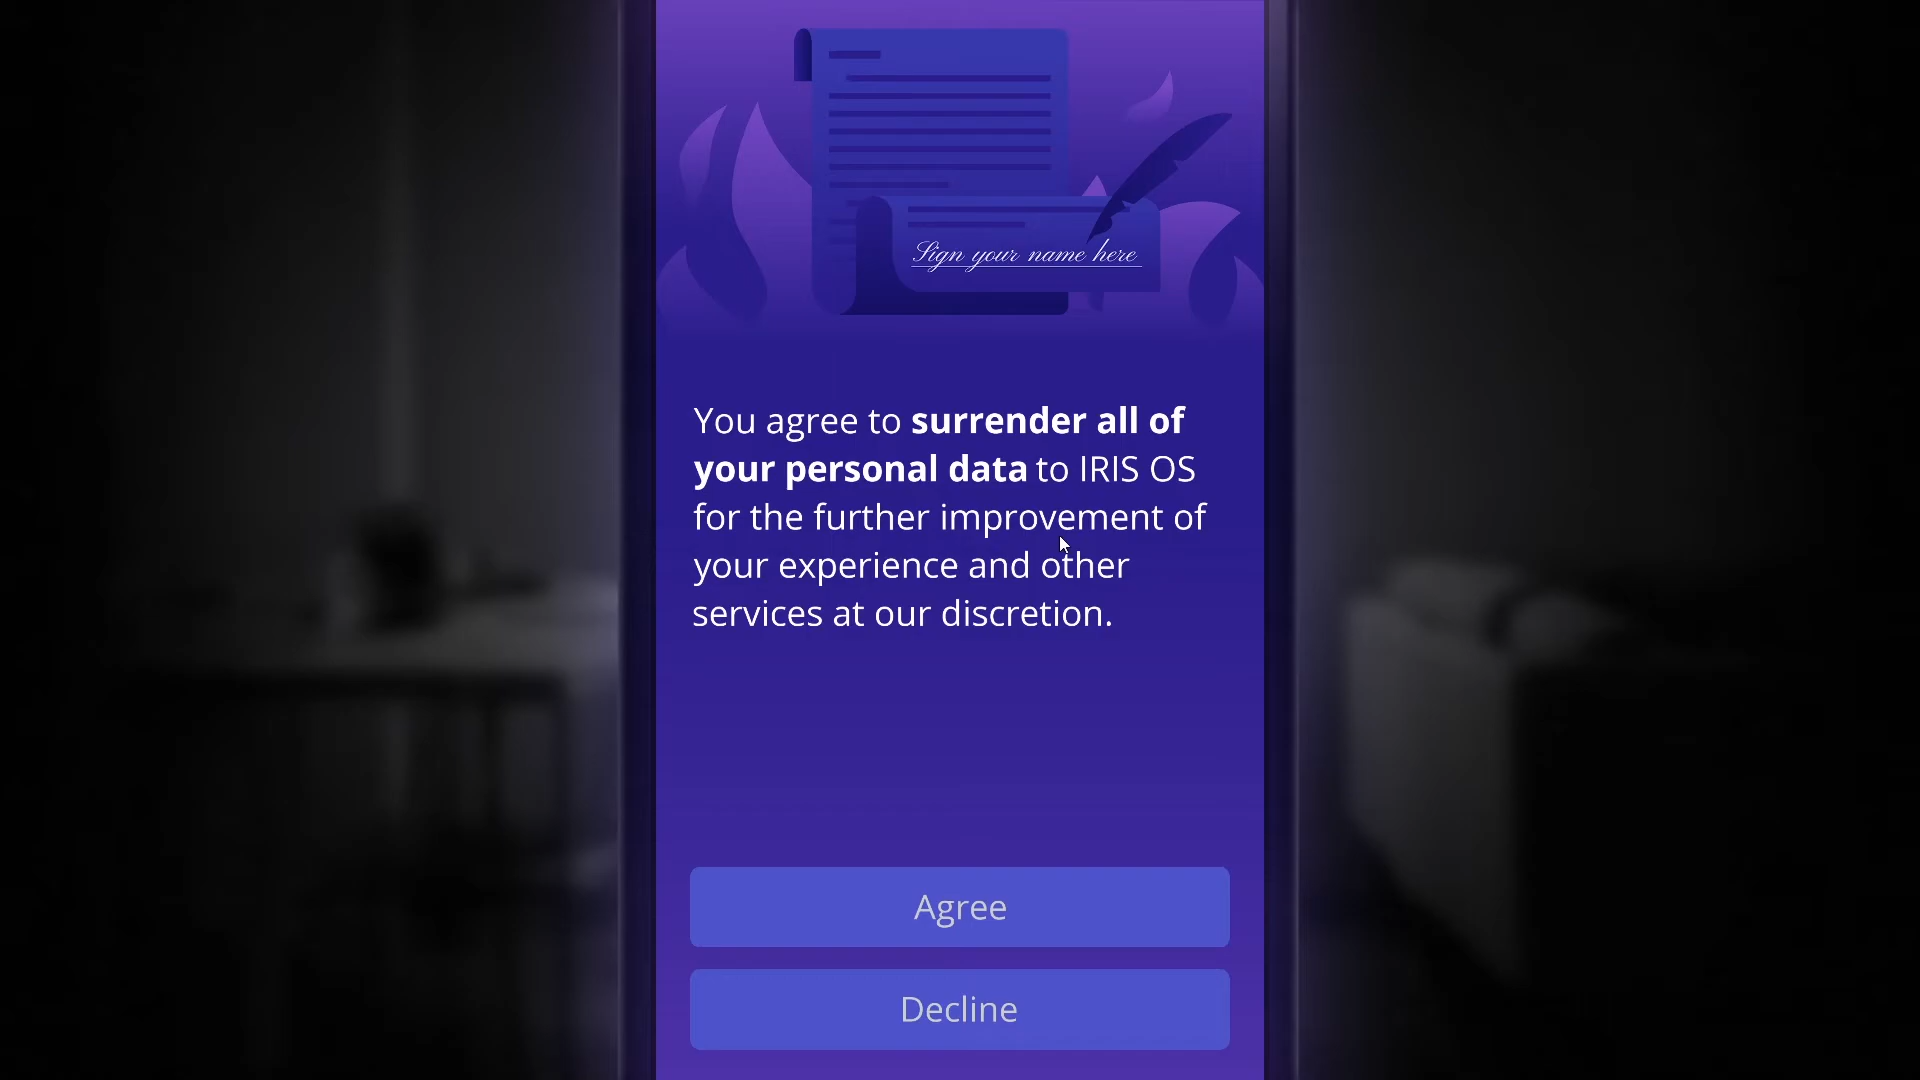 Sign your name here
You agree to surrender all of
your personal data to IRIS OS
for the further improvement of
your experience and other
services at our discretion.
Agree
Decline